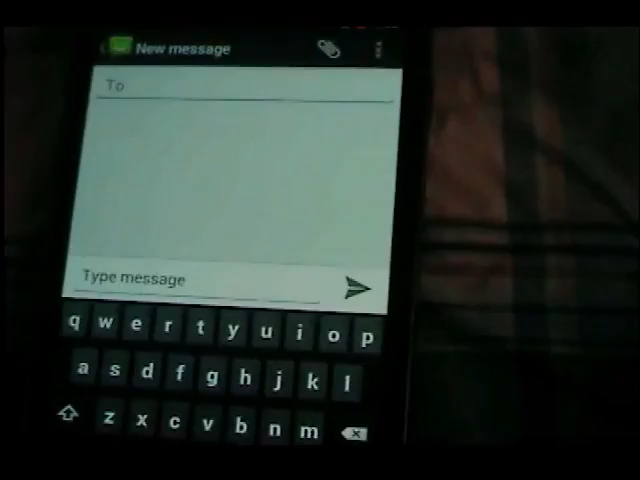 New message
To
Type message
q w e r t y u i o p
a s d f g h j k l
z x c v b n m